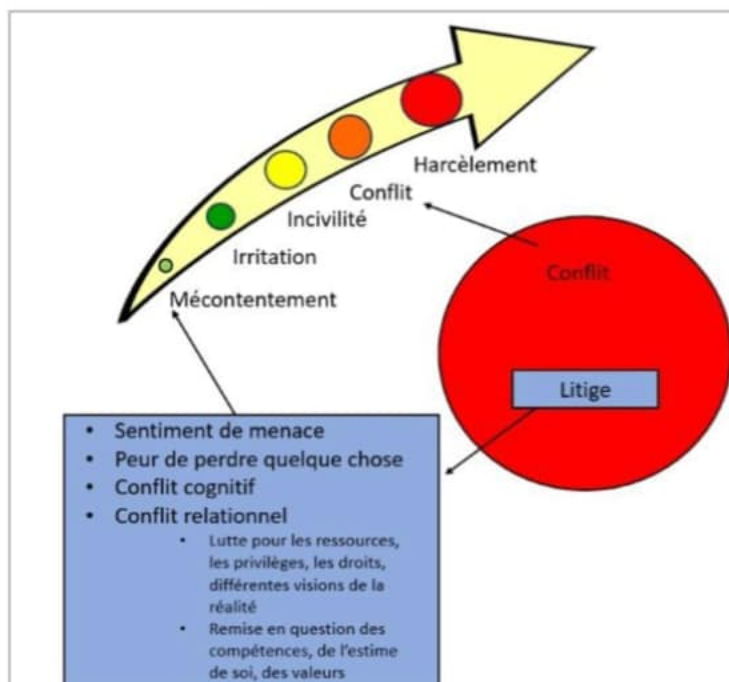 Harcèlement
Conflit
Incivilité
Irritation
Mécontentement
Conflit
Litige
• Sentiment de menace
• Peur de perdre quelque chose
• Conflit cognitif
• Conflit relationnel
• Lutte pour les ressources,
les privilèges, les droits,
différentes visions de la
réalité
• Remise en question des
compétences, de l'estime
de soi, des valeurs